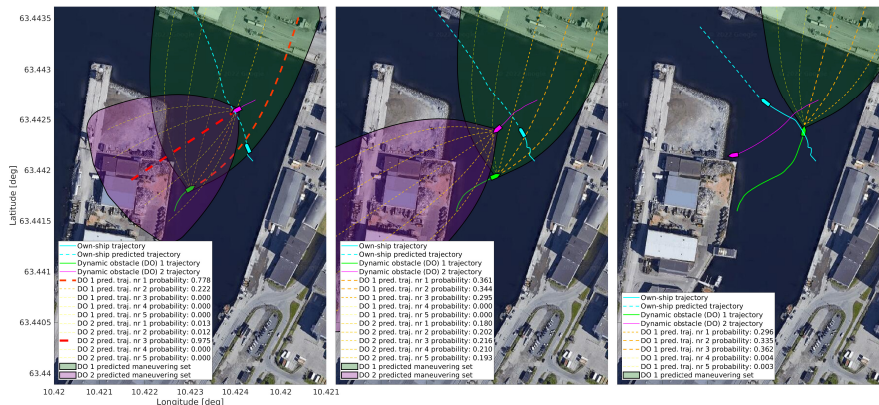 63.4435
63.443
63.4425
63.442
63.4415
63.441
63.4405
63.44
Latitude [deg]
10.42
10.421
10.422
10.423
10.424
10.42
10.421
Longitude [deg]
Own-ship trajectory
Own-ship predicted trajectory
Dynamic obstacle (DO) 1 trajectory
Dynamic obstacle (DO) 2 trajectory
DO 1 pred. traj. nr 1 probability: 0.778
DO 1 pred. traj. nr 2 probability: 0.222
DO 1 pred. traj. nr 3 probability: 0.000
DO 1 pred. traj. nr 4 probability: 0.000
DO 1 pred. traj. nr 5 probability: 0.000
DO 2 pred. traj. nr 1 probability: 0.013
DO 2 pred. traj. nr 2 probability: 0.012
DO 2 pred. traj. nr 3 probability: 0.975
DO 2 pred. traj. nr 4 probability: 0.000
DO 2 pred. traj. nr 5 probability: 0.000
DO 1 predicted maneuvering set
DO 2 predicted maneuvering set
Own-ship trajectory
Own-ship predicted trajectory
Dynamic obstacle (DO) 1 trajectory
Dynamic obstacle (DO) 2 trajectory
DO 1 pred. traj. nr 1 probability: 0.361
DO 1 pred. traj. nr 2 probability: 0.344
DO 1 pred. traj. nr 3 probability: 0.295
DO 1 pred. traj. nr 4 probability: 0.000
DO 1 pred. traj. nr 5 probability: 0.000
DO 2 pred. traj. nr 1 probability: 0.180
DO 2 pred. traj. nr 2 probability: 0.202
DO 2 pred. traj. nr 3 probability: 0.216
DO 2 pred. traj. nr 4 probability: 0.210
DO 2 pred. traj. nr 5 probability: 0.193
DO 1 predicted maneuvering set
DO 2 predicted maneuvering set
Own-ship trajectory
Own-ship predicted trajectory
Dynamic obstacle (DO) 1 trajectory
Dynamic obstacle (DO) 2 trajectory
DO 1 pred. traj. nr 1 probability: 0.296
DO 1 pred. traj. nr 2 probability: 0.335
DO 1 pred. traj. nr 3 probability: 0.362
DO 1 pred. traj. nr 4 probability: 0.004
DO 1 pred. traj. nr 5 probability: 0.003
DO 1 predicted maneuvering set